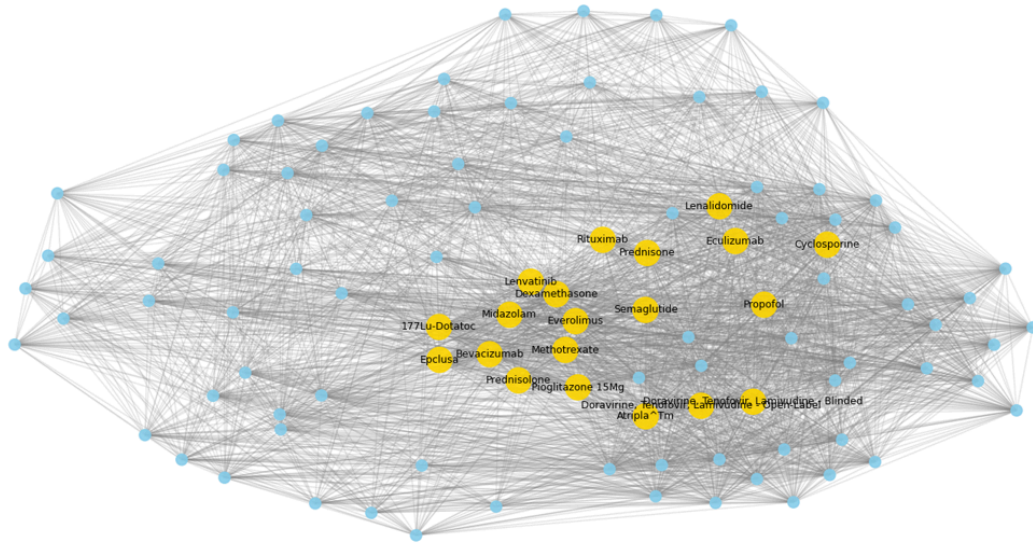 Lenalidomide
Rituximab
Eculizumab
Cyclosporine
Prednisone
Lenvatinib
Dexamethasone
Propofol
Semaglutide
Midazolam
Everolimus
177Lu-Dotatoc
Methotrexate
Bevacizumab
Epclusa
Prednisolone
Pioglitazone 15Mg
Doravirine, Tenofovir, Lamivudine - Blinded
Doravirine, Tenofovir, Lamivudine - Open-Label
Atripla^Tm